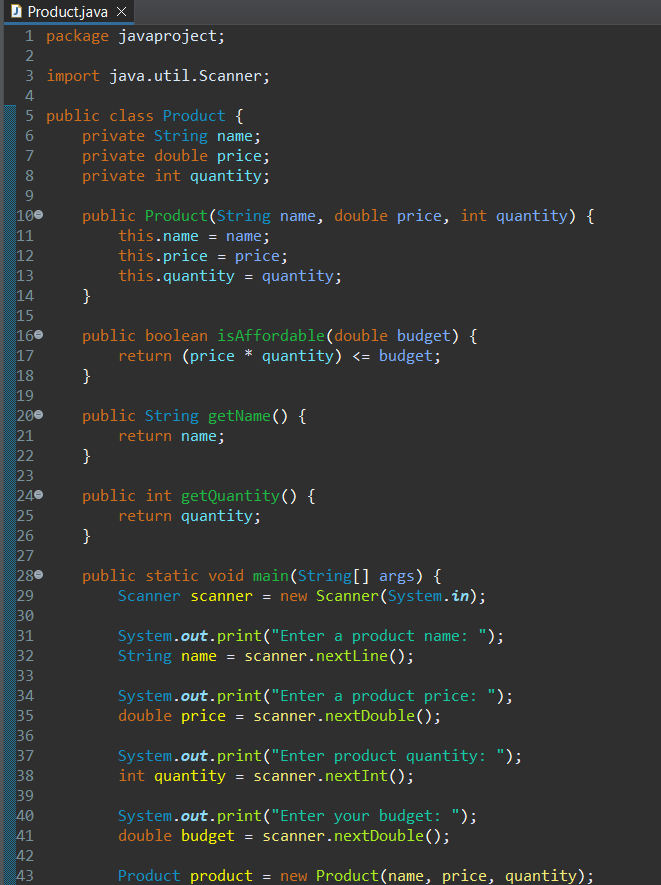 Product.java
1 package javaproject;
2
3 import java.util.Scanner;
4
5 public class Product {
6     private String name;
7     private double price;
8     private int quantity;
9
10     public Product(String name, double price, int quantity) {
11         this.name = name;
12         this.price = price;
13         this.quantity = quantity;
14     }
15
16     public boolean isAffordable(double budget) {
17         return (price * quantity) <= budget;
18     }
19
20     public String getName() {
21         return name;
22     }
23
24     public int getQuantity() {
25         return quantity;
26     }
27
28     public static void main(String[] args) {
29         Scanner scanner = new Scanner(System.in);
30
31         System.out.print("Enter a product name: ");
32         String name = scanner.nextLine();
33
34         System.out.print("Enter a product price: ");
35         double price = scanner.nextDouble();
36
37         System.out.print("Enter product quantity: ");
38         int quantity = scanner.nextInt();
39
40         System.out.print("Enter your budget: ");
41         double budget = scanner.nextDouble();
42
43         Product product = new Product(name, price, quantity);